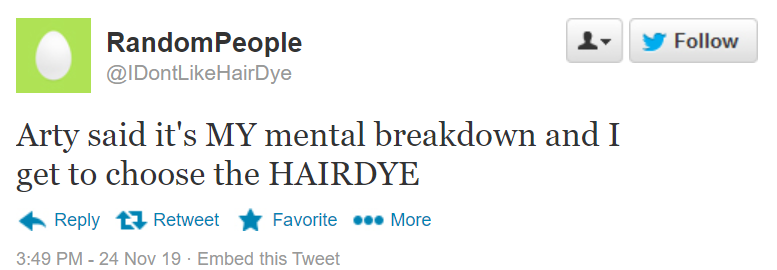 RandomPeople
Follow
@IDontLikeHairDye
Arty said it's MY mental breakdown and I
get to choose the HAIRDYE
Reply Retweet Favorite More
3:49 PM - 24 Nov 19 · Embed this Tweet